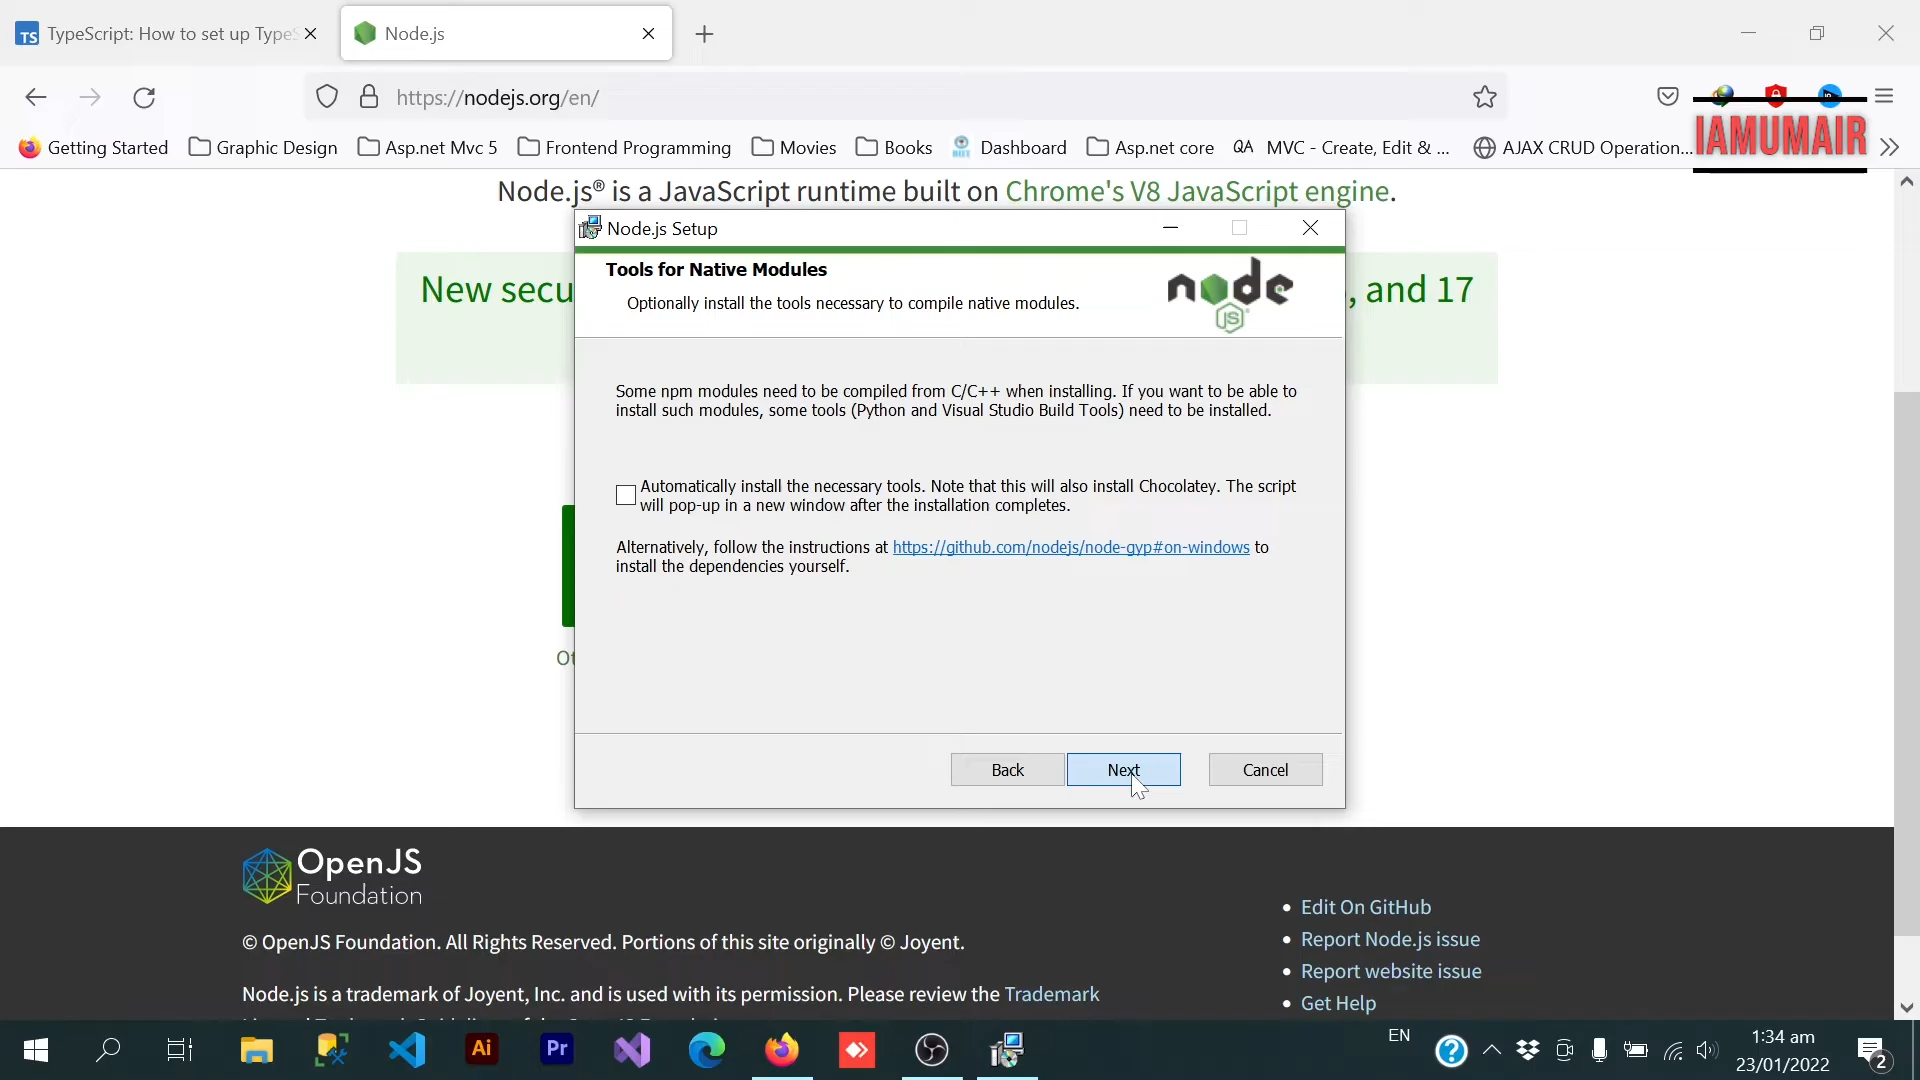 TypeScript: How to set up TypeS
Node.js
https://nodejs.org/en/
IAMUMAIR
Getting Started
Graphic Design
Asp.net Mvc 5
Frontend Programming
Movies
Books
Dashboard
Asp.net core
QA MVC - Create, Edit & ...
AJAX CRUD Operation...
Node.js® is a JavaScript runtime built on Chrome's V8 JavaScript engine.
Node.js Setup
Tools for Native Modules
Optionally install the tools necessary to compile native modules.
node
JS
New secu
, and 17
Some npm modules need to be compiled from C/C++ when installing. If you want to be able to
install such modules, some tools (Python and Visual Studio Build Tools) need to be installed.
Automatically install the necessary tools. Note that this will also install Chocolatey. The script
will pop-up in a new window after the installation completes.
Alternatively, follow the instructions at https://github.com/nodejs/node-gyp#on-windows to
install the dependencies yourself.
Ot
Back
Next
Cancel
OpenJS
Foundation
© OpenJS Foundation. All Rights Reserved. Portions of this site originally © Joyent.
Node.js is a trademark of Joyent, Inc. and is used with its permission. Please review the Trademark
Edit On GitHub
Report Node.js issue
Report website issue
Get Help
Ai
Pr
EN
1:34 am
23/01/2022
2